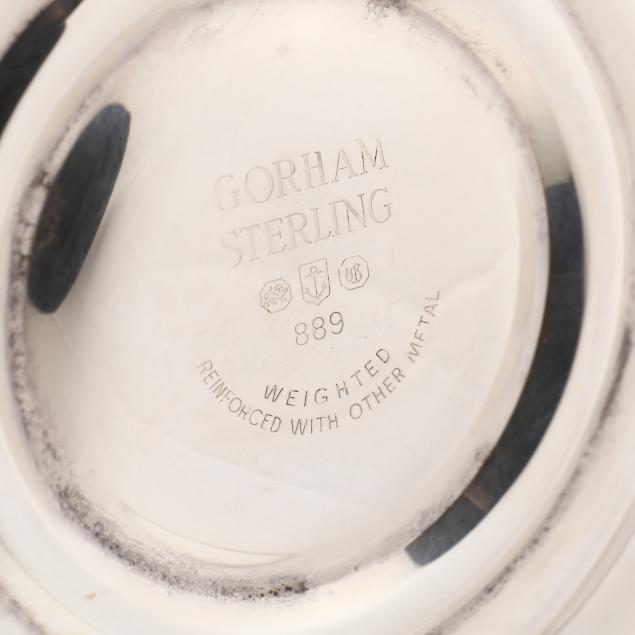 GORHAM
STERLING
889
WEIGHTED
REINFORCED WITH OTHER METAL